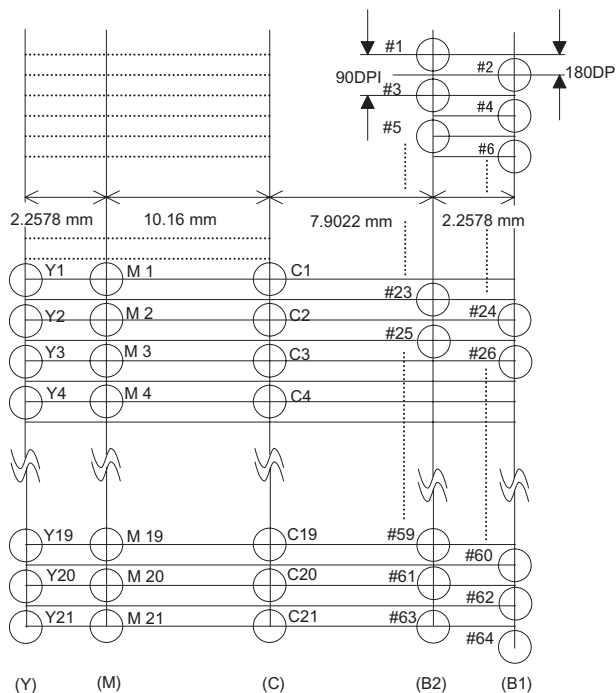 #1
#2
90DPI
180DP
#3
#4
#5
#6
2.2578 mm 10.16 mm 7.9022 mm 2.2578 mm
Y1 M 1 C1
#23
Y2 M 2 C2 #24
#25
Y3 M 3 C3 #26
Y4 M 4 C4
Y19 M 19 C19 #59
#60
Y20 M 20 C20 #61
#62
Y21 M 21 C21 #63
#64
(Y) (M) (C) (B2) (B1)